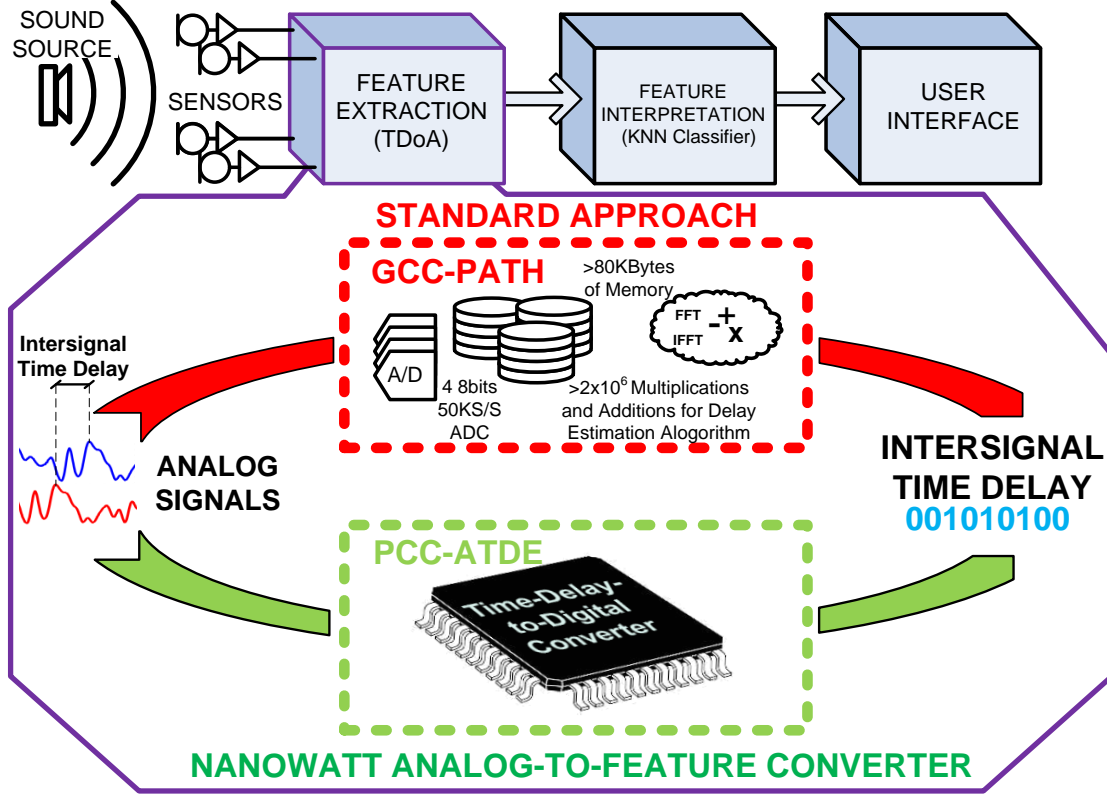 SOUND
SOURCE
SENSORS
FEATURE
EXTRACTION
(TDoA)
FEATURE
INTERPRETATION
(KNN Classifier)
USER
INTERFACE
STANDARD APPROACH
GCC-PATH
>80KBytes
of Memory
FFT
IFFT
-+x
A/D
4 8bits
50KS/S
ADC
>2x10⁶ Multiplications
and Additions for Delay
Estimation Alogorithm
Intersignal
Time Delay
ANALOG
SIGNALS
INTERSIGNAL
TIME DELAY
001010100
PCC-ATDE
Time-Delay-
to-Digital
Converter
NANOWATT ANALOG-TO-FEATURE CONVERTER